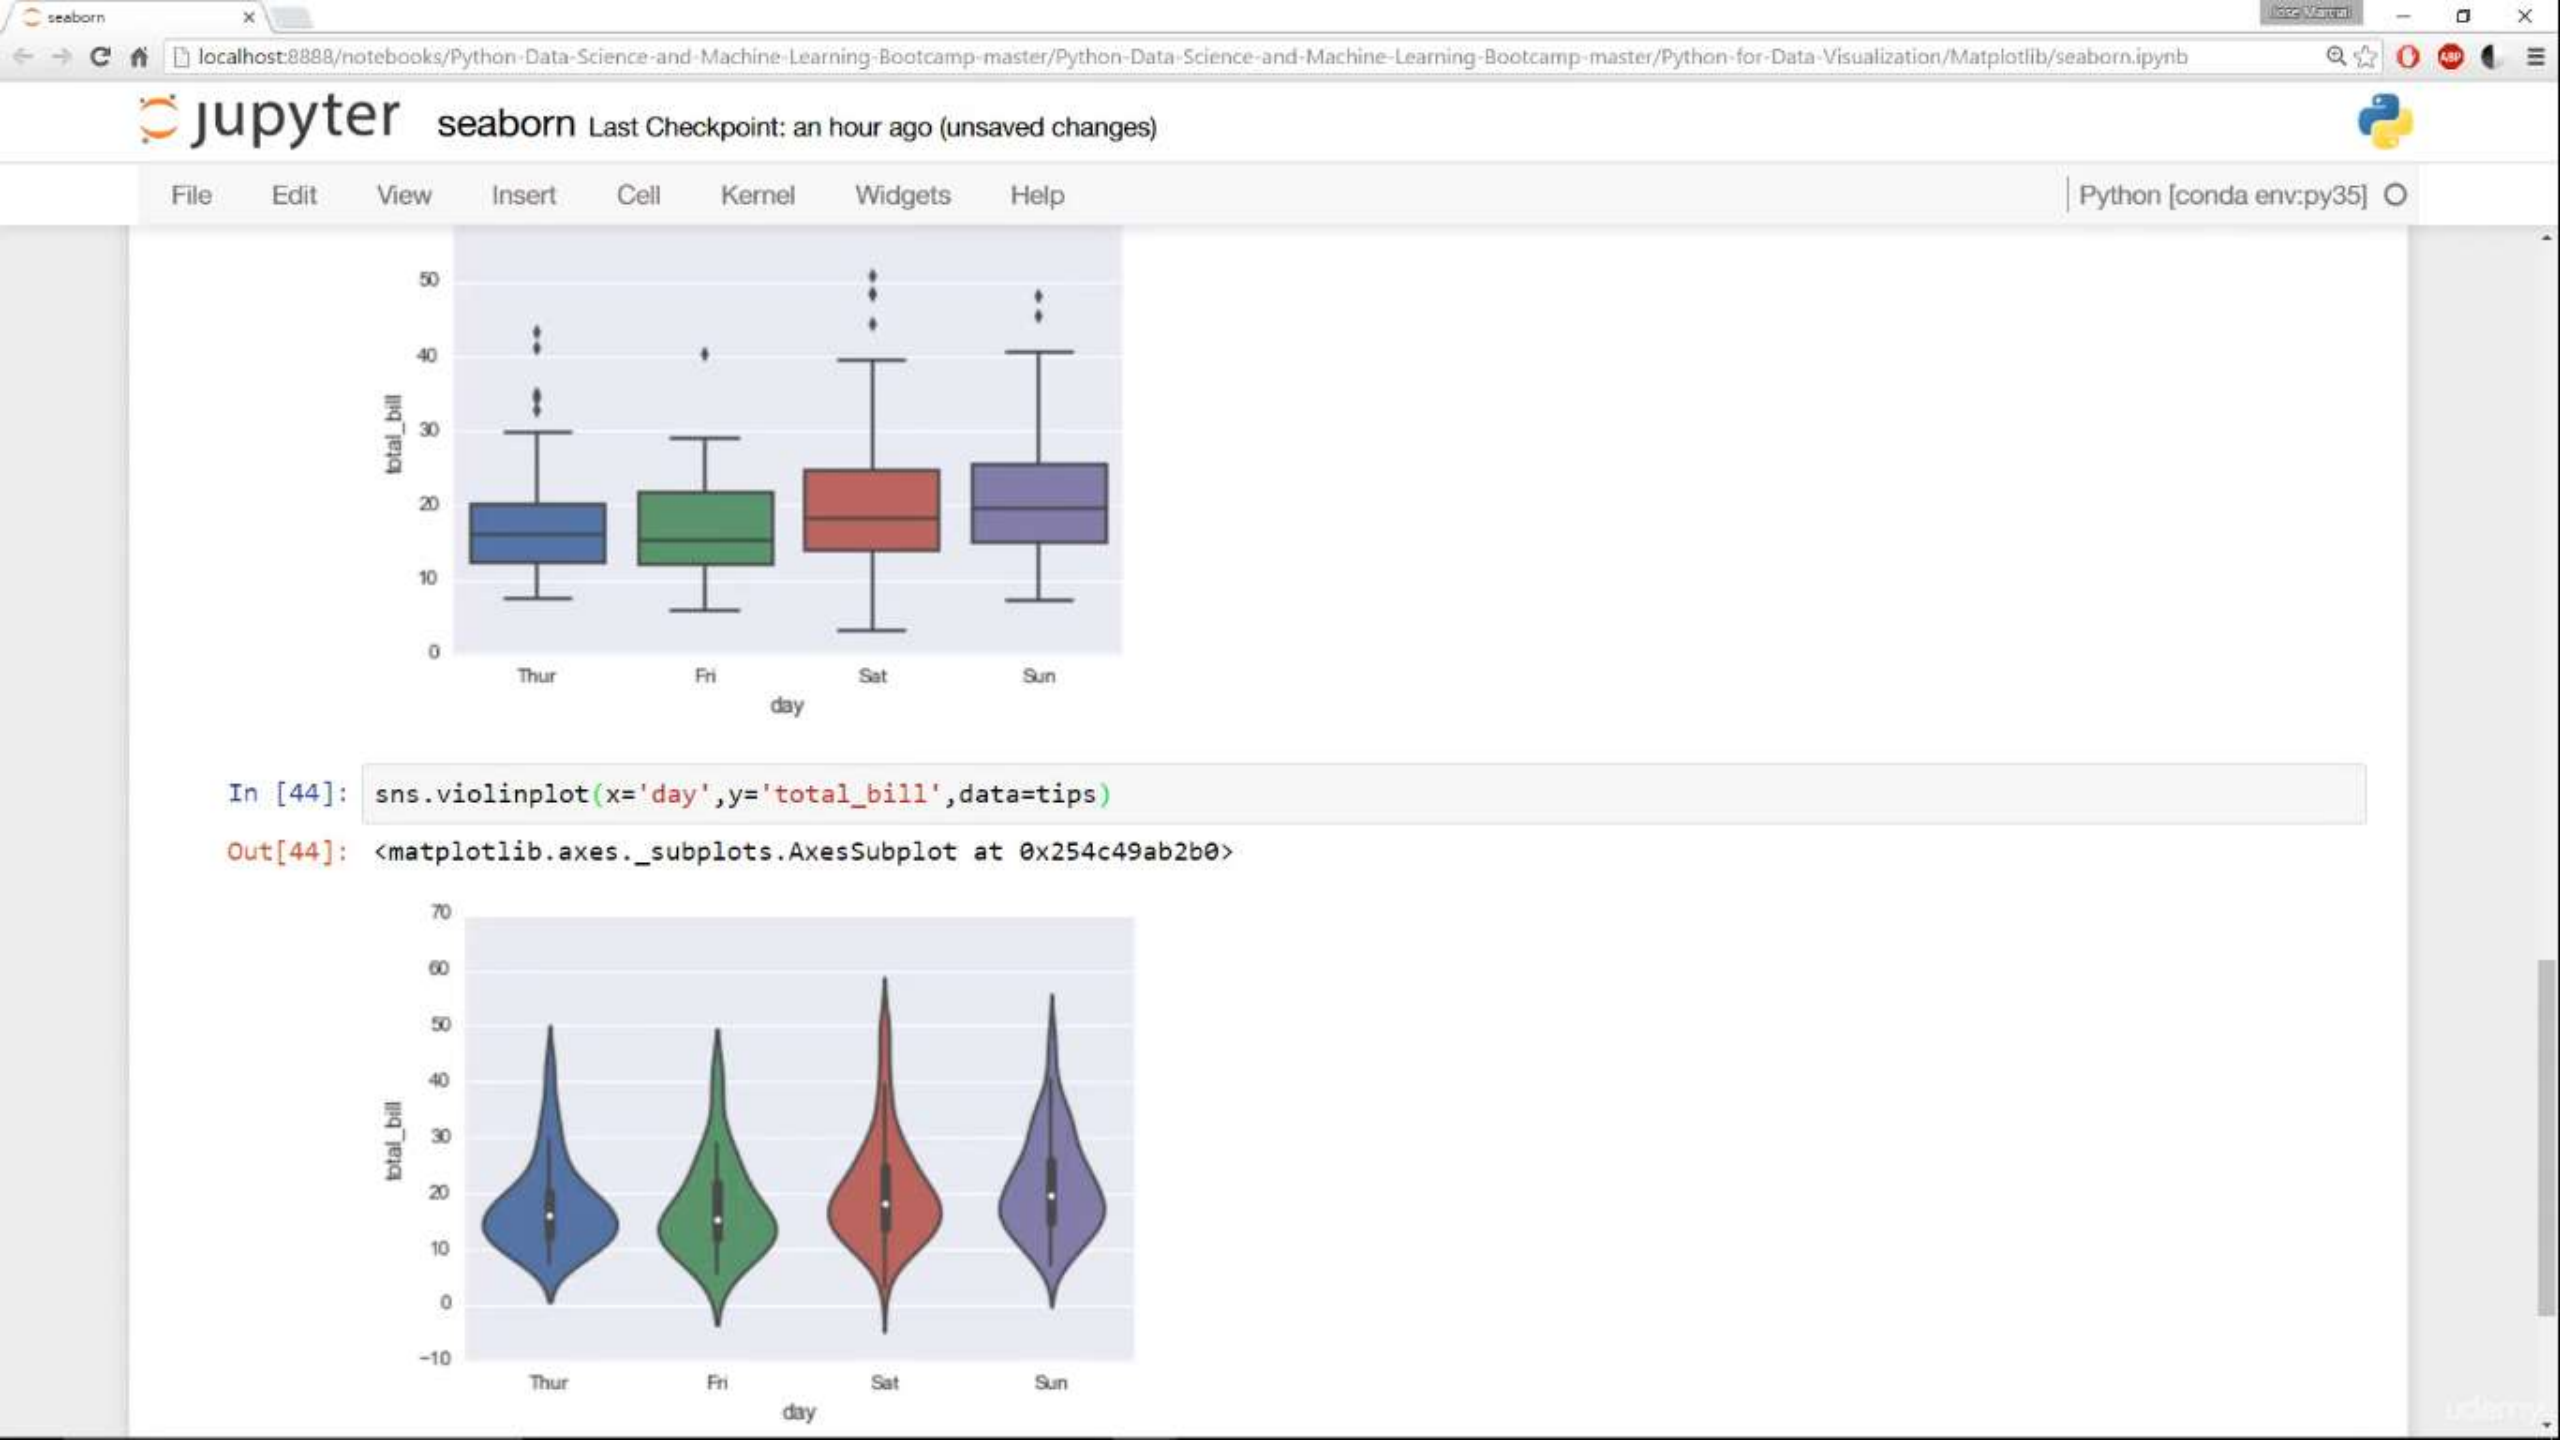 seaborn
Jose Marcial
localhost:8888/notebooks/Python-Data-Science-and-Machine-Learning-Bootcamp-master/Python-Data-Science-and-Machine-Learning-Bootcamp-master/Python-for-Data-Visualization/Matplotlib/seaborn.ipynb
ABP
jupyter seaborn Last Checkpoint: an hour ago (unsaved changes)
File Edit View Insert Cell Kernel Widgets Help Python [conda env:py35]
50
40
30
20
10
0
total_bill
Thur Fri Sat Sun
day
In [44]: sns.violinplot(x='day',y='total_bill',data=tips)
Out[44]: <matplotlib.axes._subplots.AxesSubplot at 0x254c49ab2b0>
70
60
50
40
30
20
10
0
-10
total_bill
Thur Fri Sat Sun
day
udemy